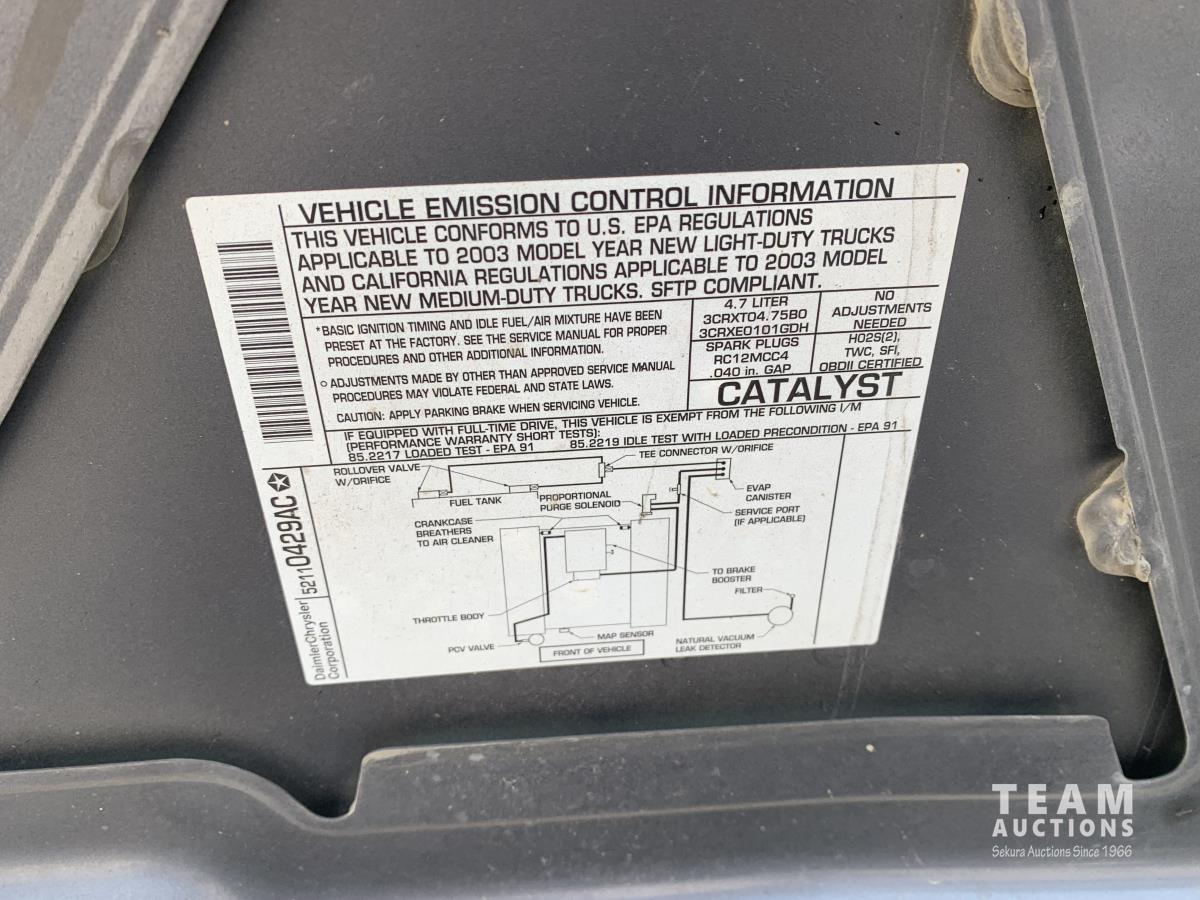 VEHICLE EMISSION CONTROL INFORMATION
THIS VEHICLE CONFORMS TO U.S. EPA REGULATIONS
APPLICABLE TO 2003 MODEL YEAR NEW LIGHT-DUTY TRUCKS
AND CALIFORNIA REGULATIONS APPLICABLE TO 2003 MODEL
YEAR NEW MEDIUM-DUTY TRUCKS. SFTP COMPLIANT.
*BASIC IGNITION TIMING AND IDLE FUEL/AIR MIXTURE HAVE BEEN
PRESET AT THE FACTORY. SEE THE SERVICE MANUAL FOR PROPER
PROCEDURES AND OTHER ADDITIONAL INFORMATION.
○ ADJUSTMENTS MADE BY OTHER THAN APPROVED SERVICE MANUAL
PROCEDURES MAY VIOLATE FEDERAL AND STATE LAWS.
CAUTION: APPLY PARKING BRAKE WHEN SERVICING VEHICLE.
4.7 LITER
3CRXT04.75B0
3CRXE0101GDH
SPARK PLUGS
RC12MCC4
.040 in. GAP
NO
ADJUSTMENTS
NEEDED
HO2S(2),
TWC, SFI,
OBDII CERTIFIED
CATALYST
IF EQUIPPED WITH FULL-TIME DRIVE, THIS VEHICLE IS EXEMPT FROM THE FOLLOWING I/M
(PERFORMANCE WARRANTY SHORT TESTS):
85.2217 LOADED TEST - EPA 91 85.2219 IDLE TEST WITH LOADED PRECONDITION - EPA 91
ROLLOVER VALVE
W/ORIFICE
FUEL TANK
TEE CONNECTOR W/ORIFICE
PROPORTIONAL
PURGE SOLENOID
EVAP
CANISTER
SERVICE PORT
(IF APPLICABLE)
CRANKCASE
BREATHERS
TO AIR CLEANER
TO BRAKE
BOOSTER
FILTER
THROTTLE BODY
MAP SENSOR
PCV VALVE
FRONT OF VEHICLE
NATURAL VACUUM
LEAK DETECTOR
DaimlerChrysler
Corporation
52110429AC
TEAM
AUCTIONS
Sekura Auctions Since 1966